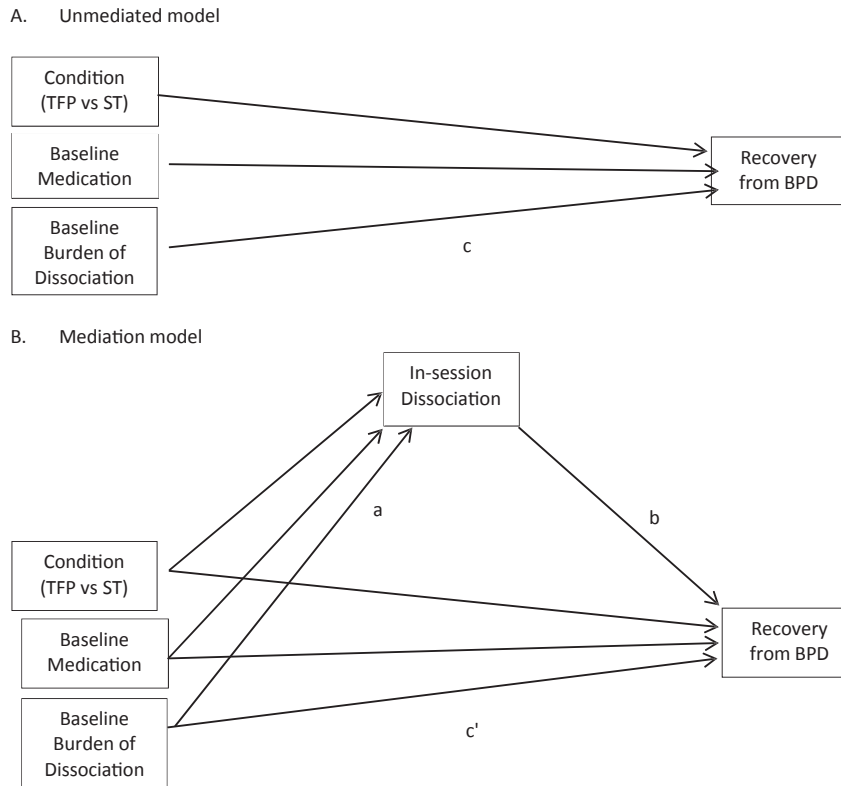 A. Unmediated model
Condition
(TFP vs ST)
Baseline
Medication
Baseline
Burden of
Dissociation
Recovery
from BPD
c
B. Mediation model
In-session
Dissociation
a
b
Condition
(TFP vs ST)
Baseline
Medication
Baseline
Burden of
Dissociation
Recovery
from BPD
c'